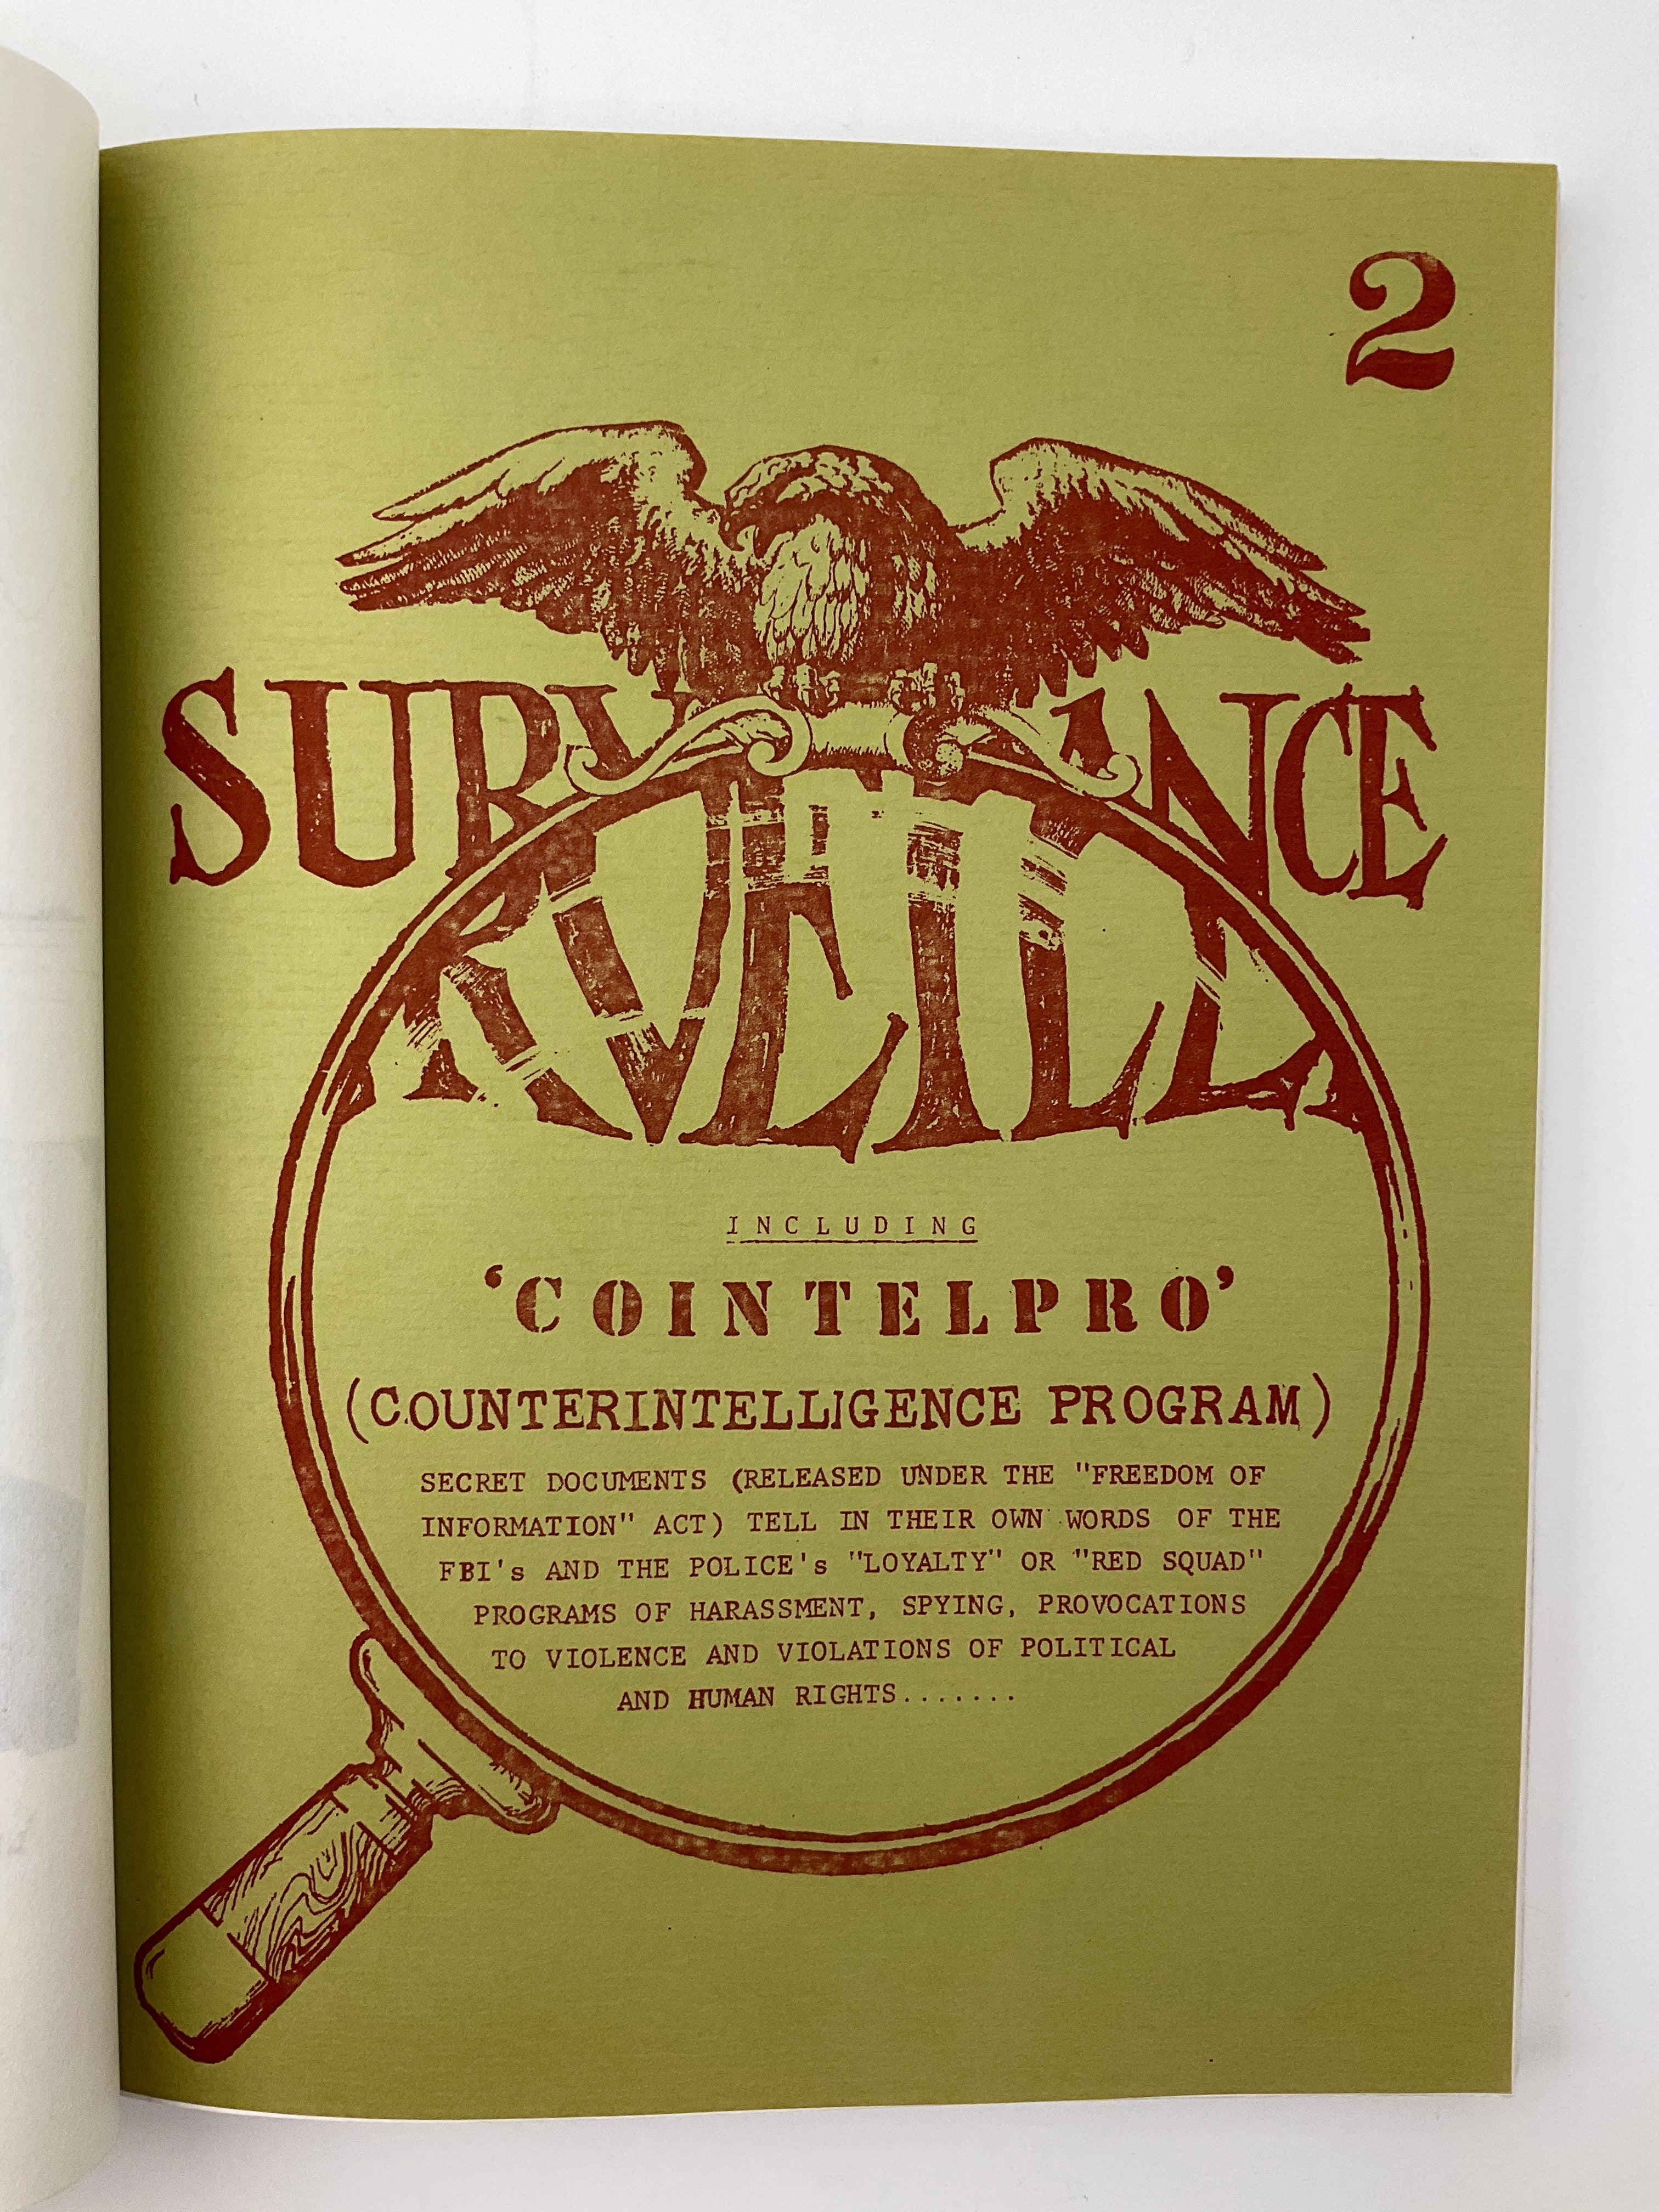 2
SURVEILLANCE
INCLUDING
'COINTELPRO'
(COUNTERINTELLIGENCE PROGRAM)
SECRET DOCUMENTS (RELEASED UNDER THE "FREEDOM OF
INFORMATION" ACT) TELL IN THEIR OWN WORDS OF THE
FBI's AND THE POLICE's "LOYALTY" OR "RED SQUAD"
PROGRAMS OF HARASSMENT, SPYING, PROVOCATIONS
TO VIOLENCE AND VIOLATIONS OF POLITICAL
AND HUMAN RIGHTS.......